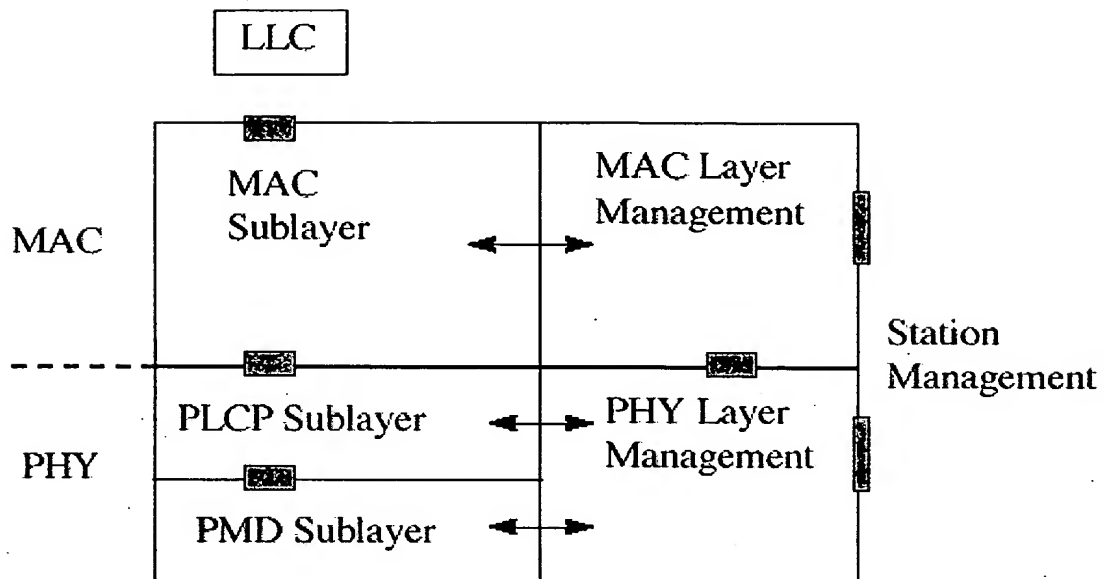 LLC
MAC
Sublayer
MAC Layer
Management
MAC
Station
Management
PLCP Sublayer
PHY Layer
Management
PHY
PMD Sublayer